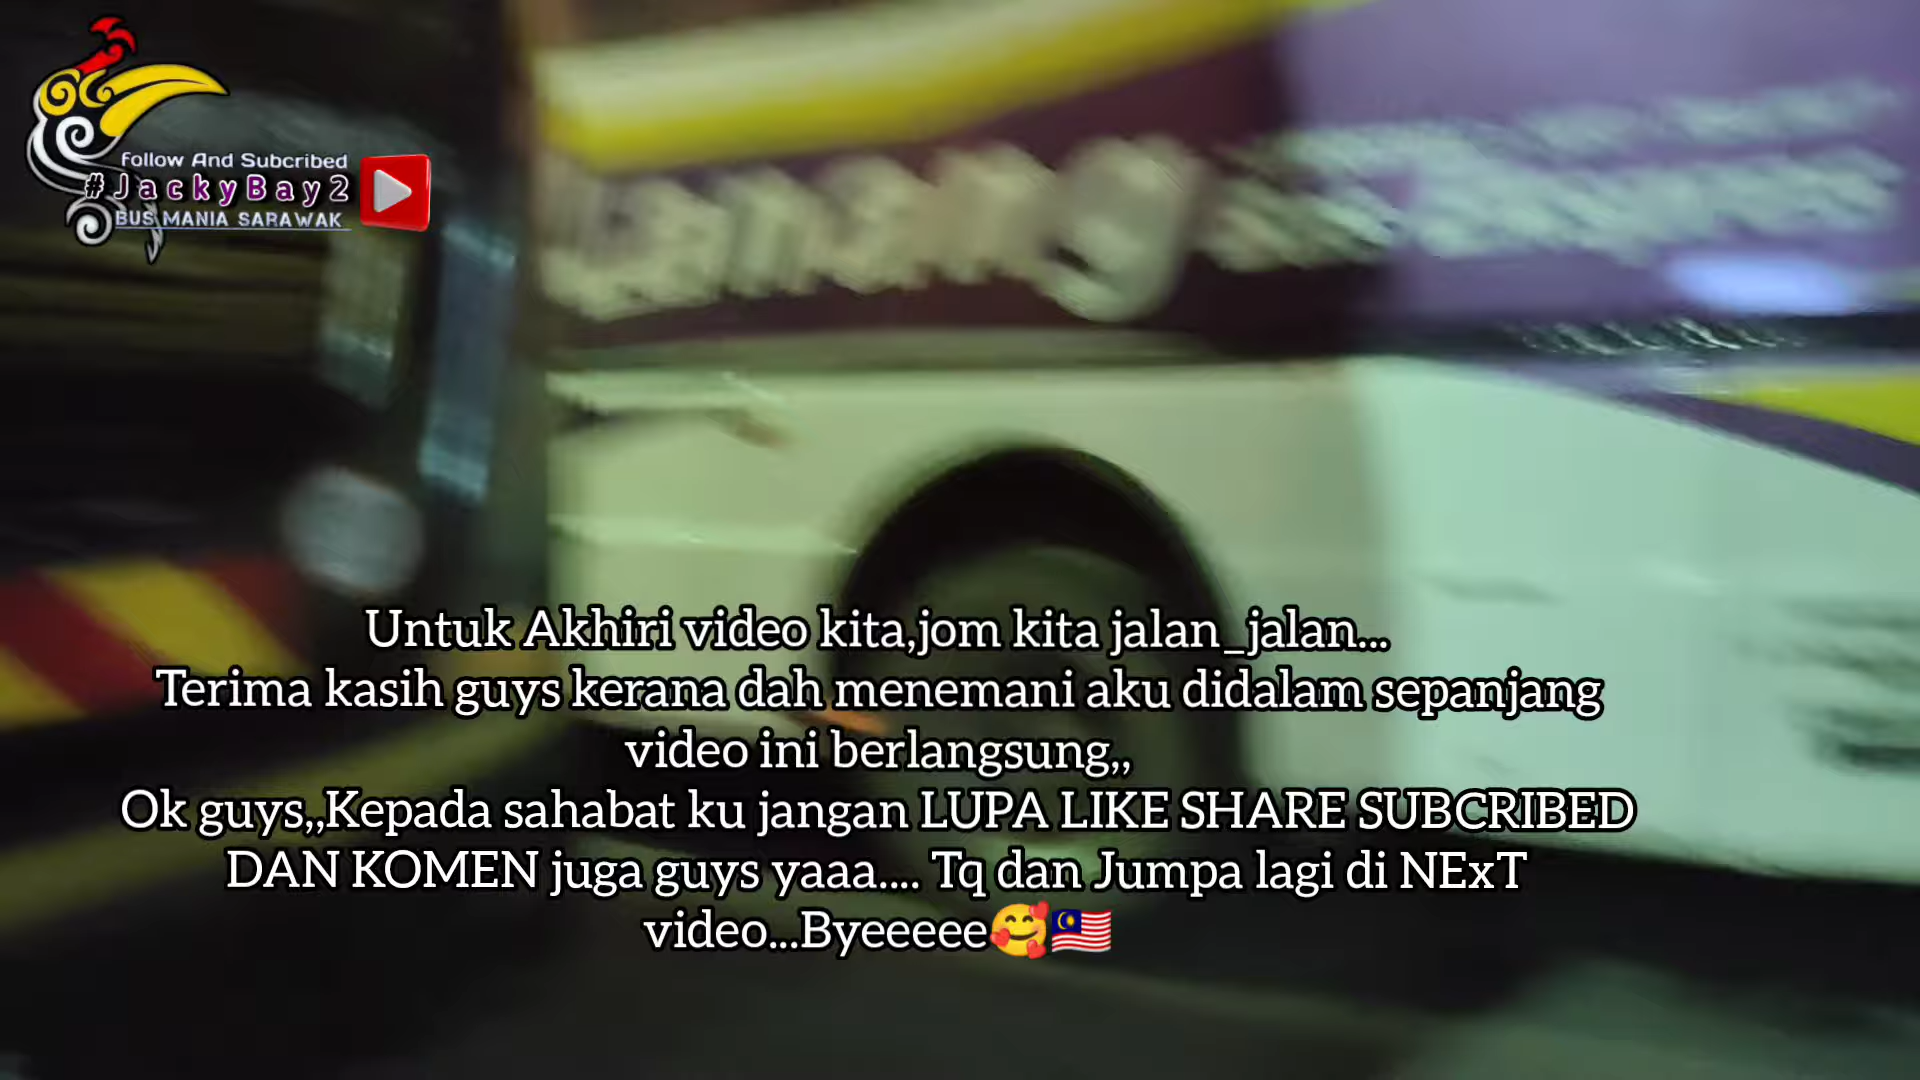 Follow And Subcribed
#JackyBay2
BUS MANIA SARAWAK
Untuk Akhiri video kita,jom kita jalan_jalan...
Terima kasih guys kerana dah menemani aku didalam sepanjang
video ini berlangsung,,
Ok guys,,Kepada sahabat ku jangan LUPA LIKE SHARE SUBCRIBED
DAN KOMEN juga guys yaaa.... Tq dan Jumpa lagi di NExT
video...Byeeeee🥰🇲🇾